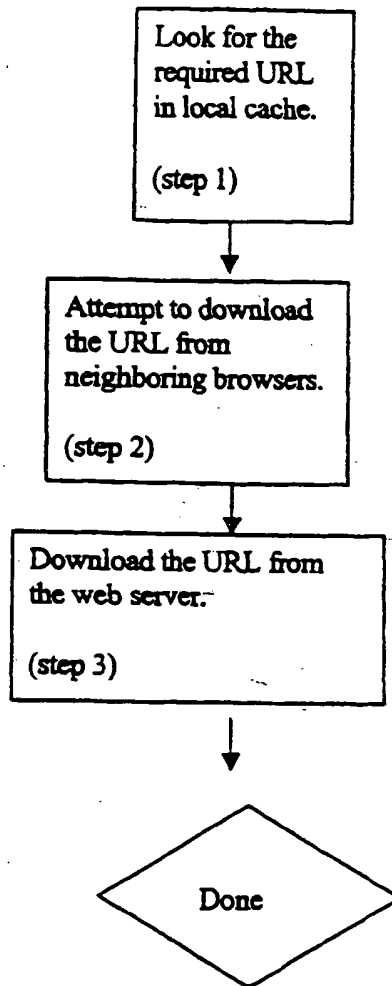 Look for the
required URL
in local cache.
(step 1)
Attempt to download
the URL from
neighboring browsers.
(step 2)
Download the URL from
the web server.
(step 3)
Done